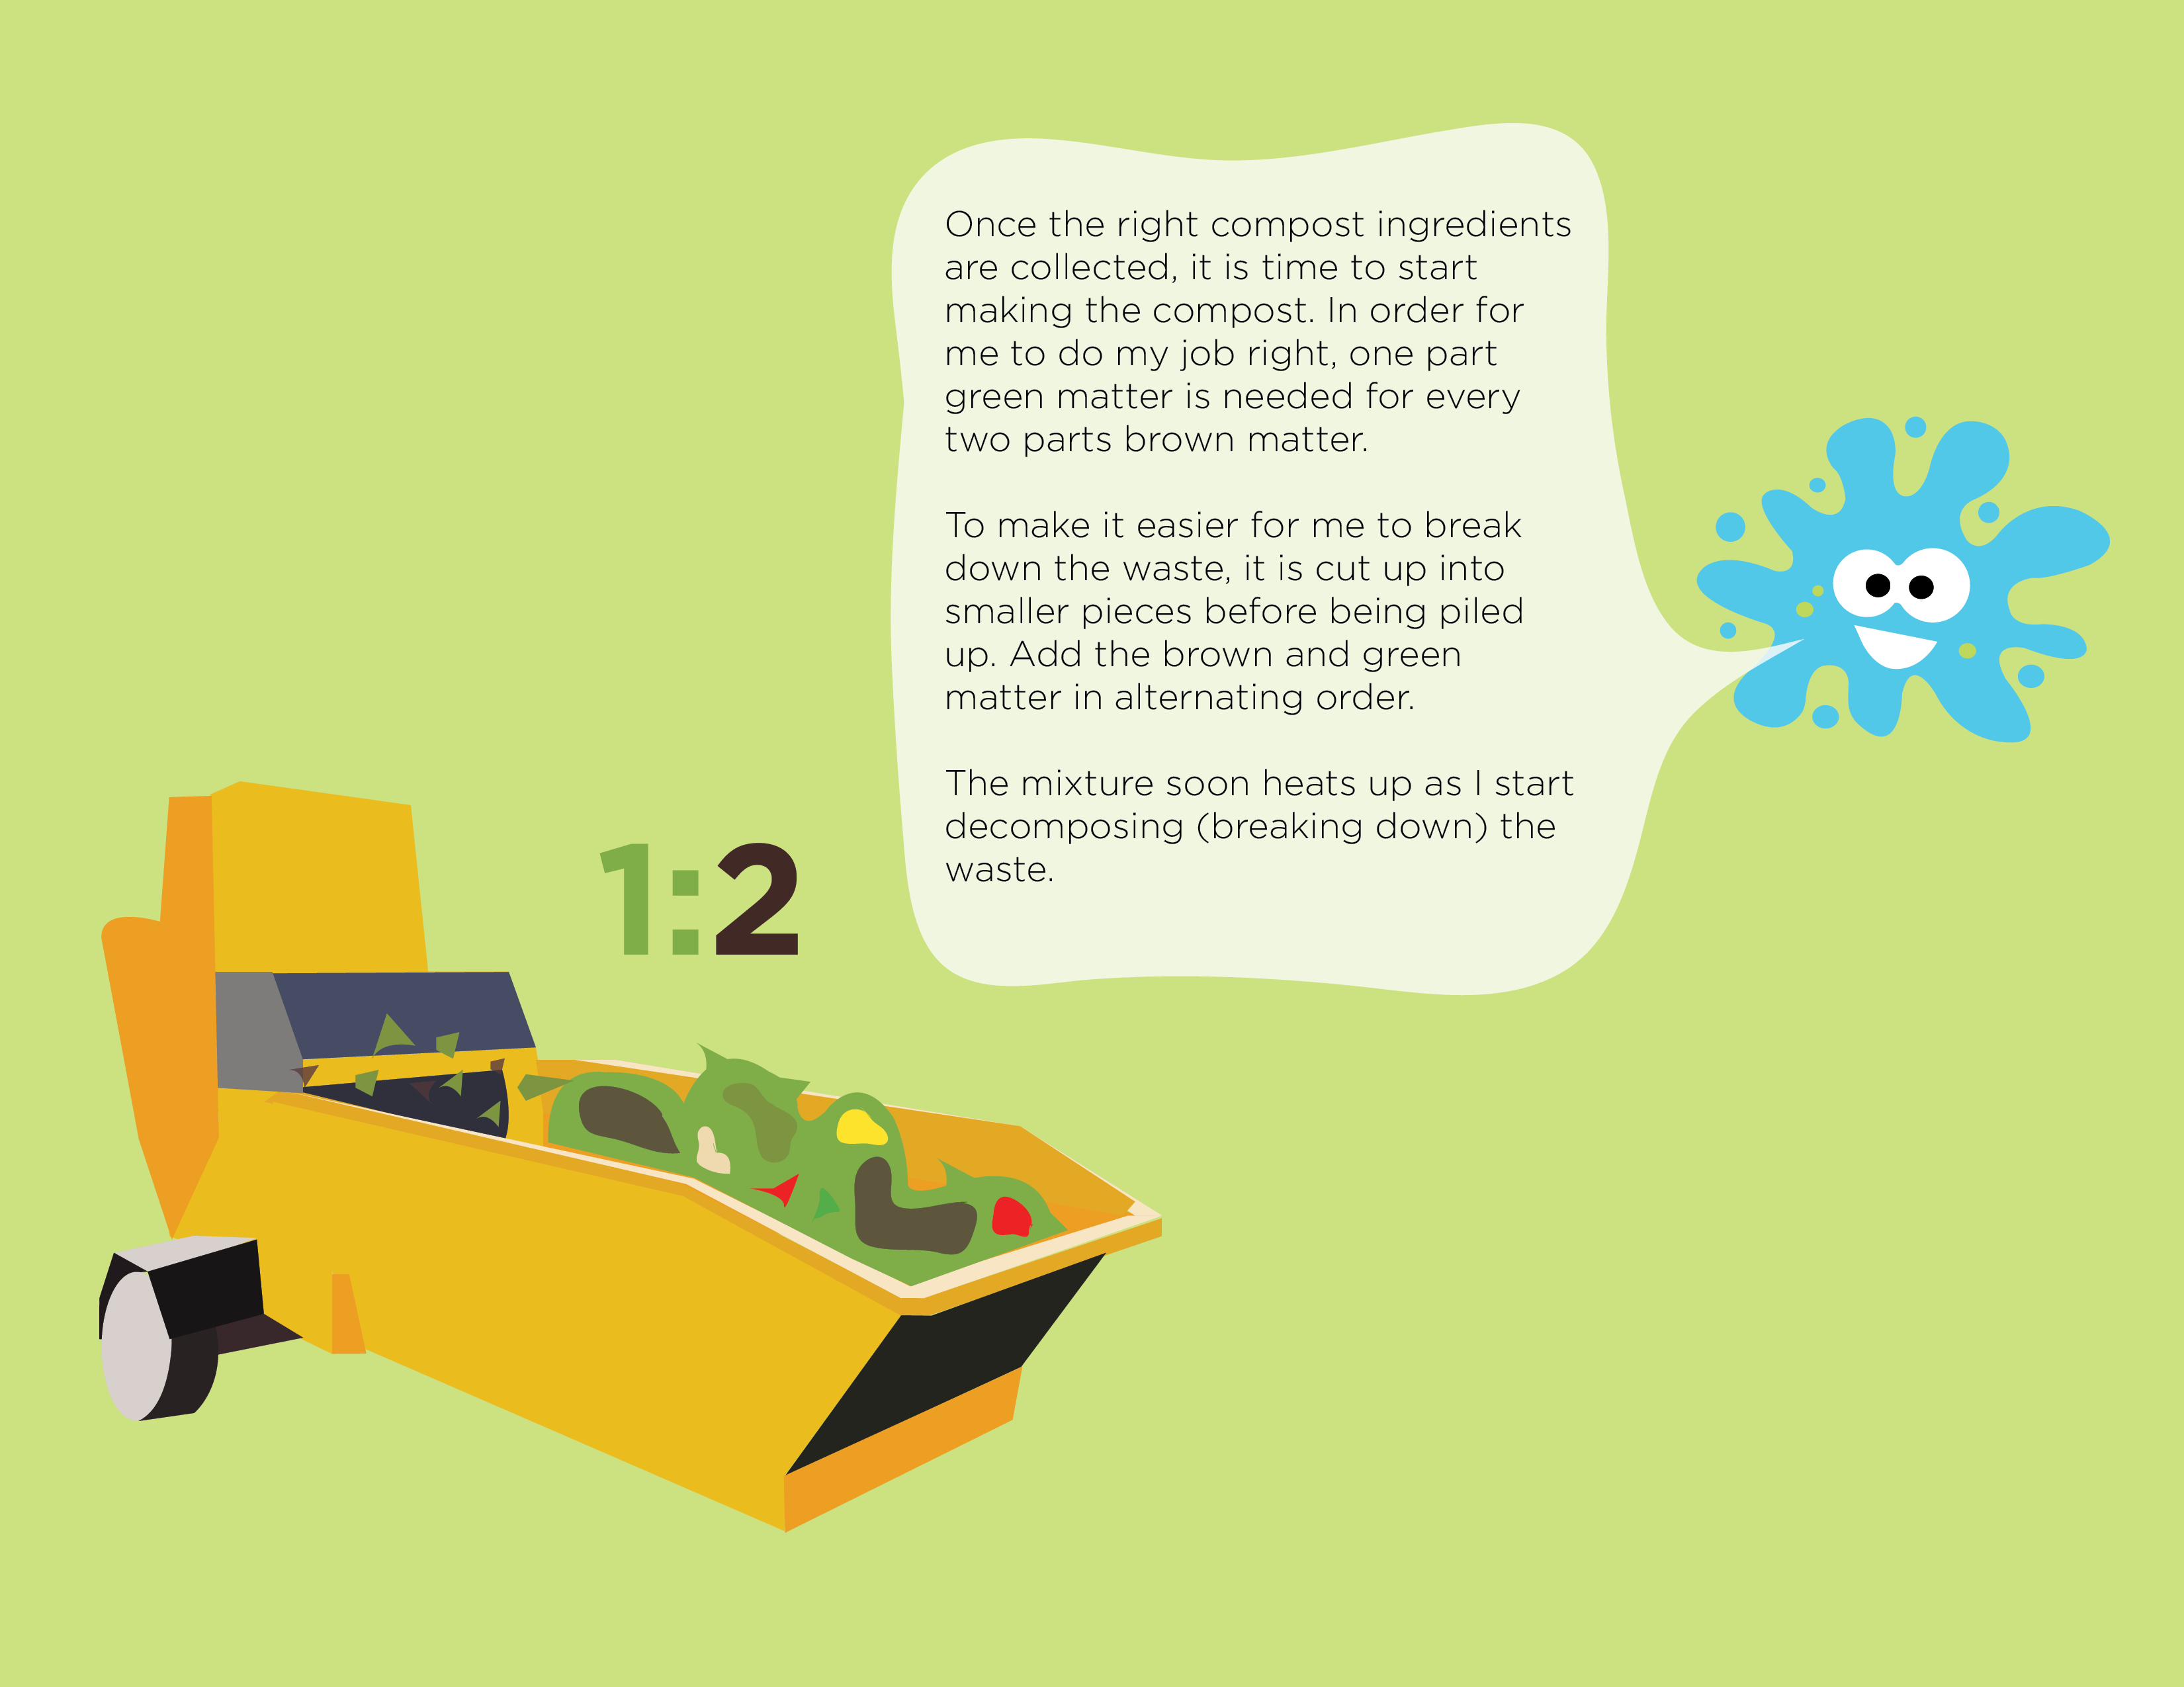 Once the right compost ingredients
are collected, it is time to start
making the compost. In order for
me to do my job right, one part
green matter is needed for every
two parts brown matter.
To make it easier for me to break
down the waste, it is cut up into
smaller pieces before being piled
up. Add the brown and green
matter in alternating order.
The mixture soon heats up as I start
decomposing (breaking down) the
waste.
1:2